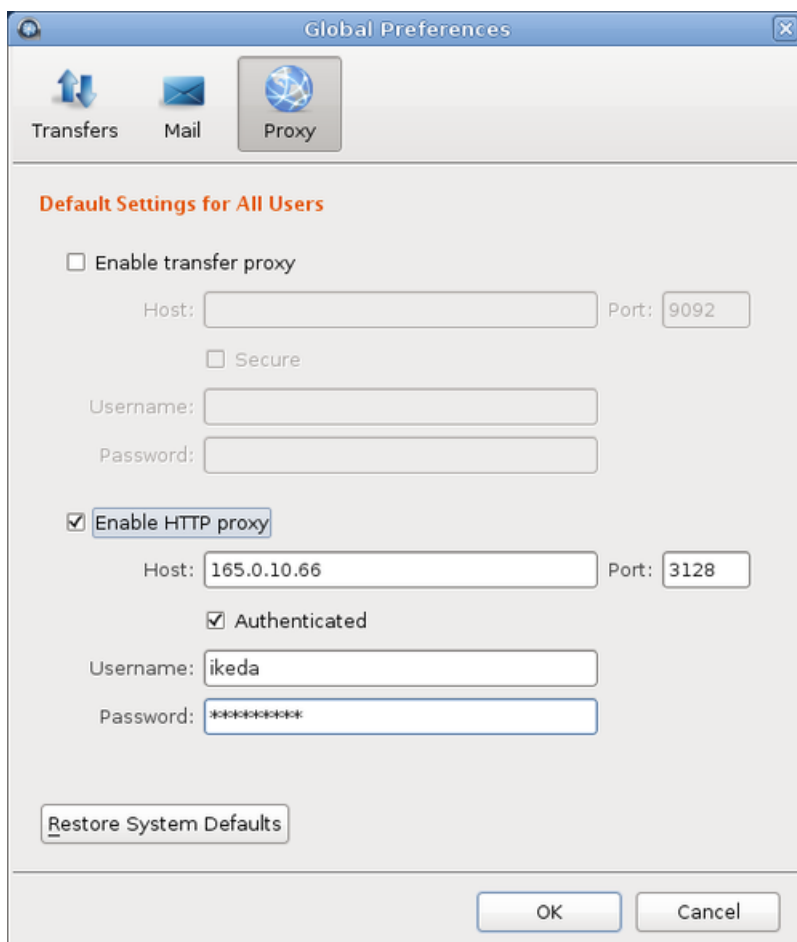 Global Preferences
Transfers Mail Proxy
Default Settings for All Users
Enable transfer proxy
Host: Port: 9092
Secure
Username:
Password:
Enable HTTP proxy
Host: 165.0.10.66 Port: 3128
Authenticated
Username: ikeda
Password: *********
Restore System Defaults
OK Cancel